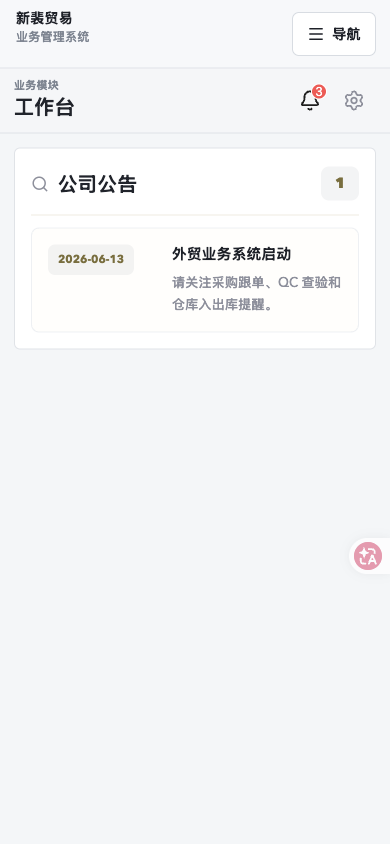 新裴贸易
业务管理系统
导航
业务模块
工作台
3
公司公告
1
2026-06-13
外贸业务系统启动
请关注采购跟单、QC 查验和
仓库入出库提醒。
A